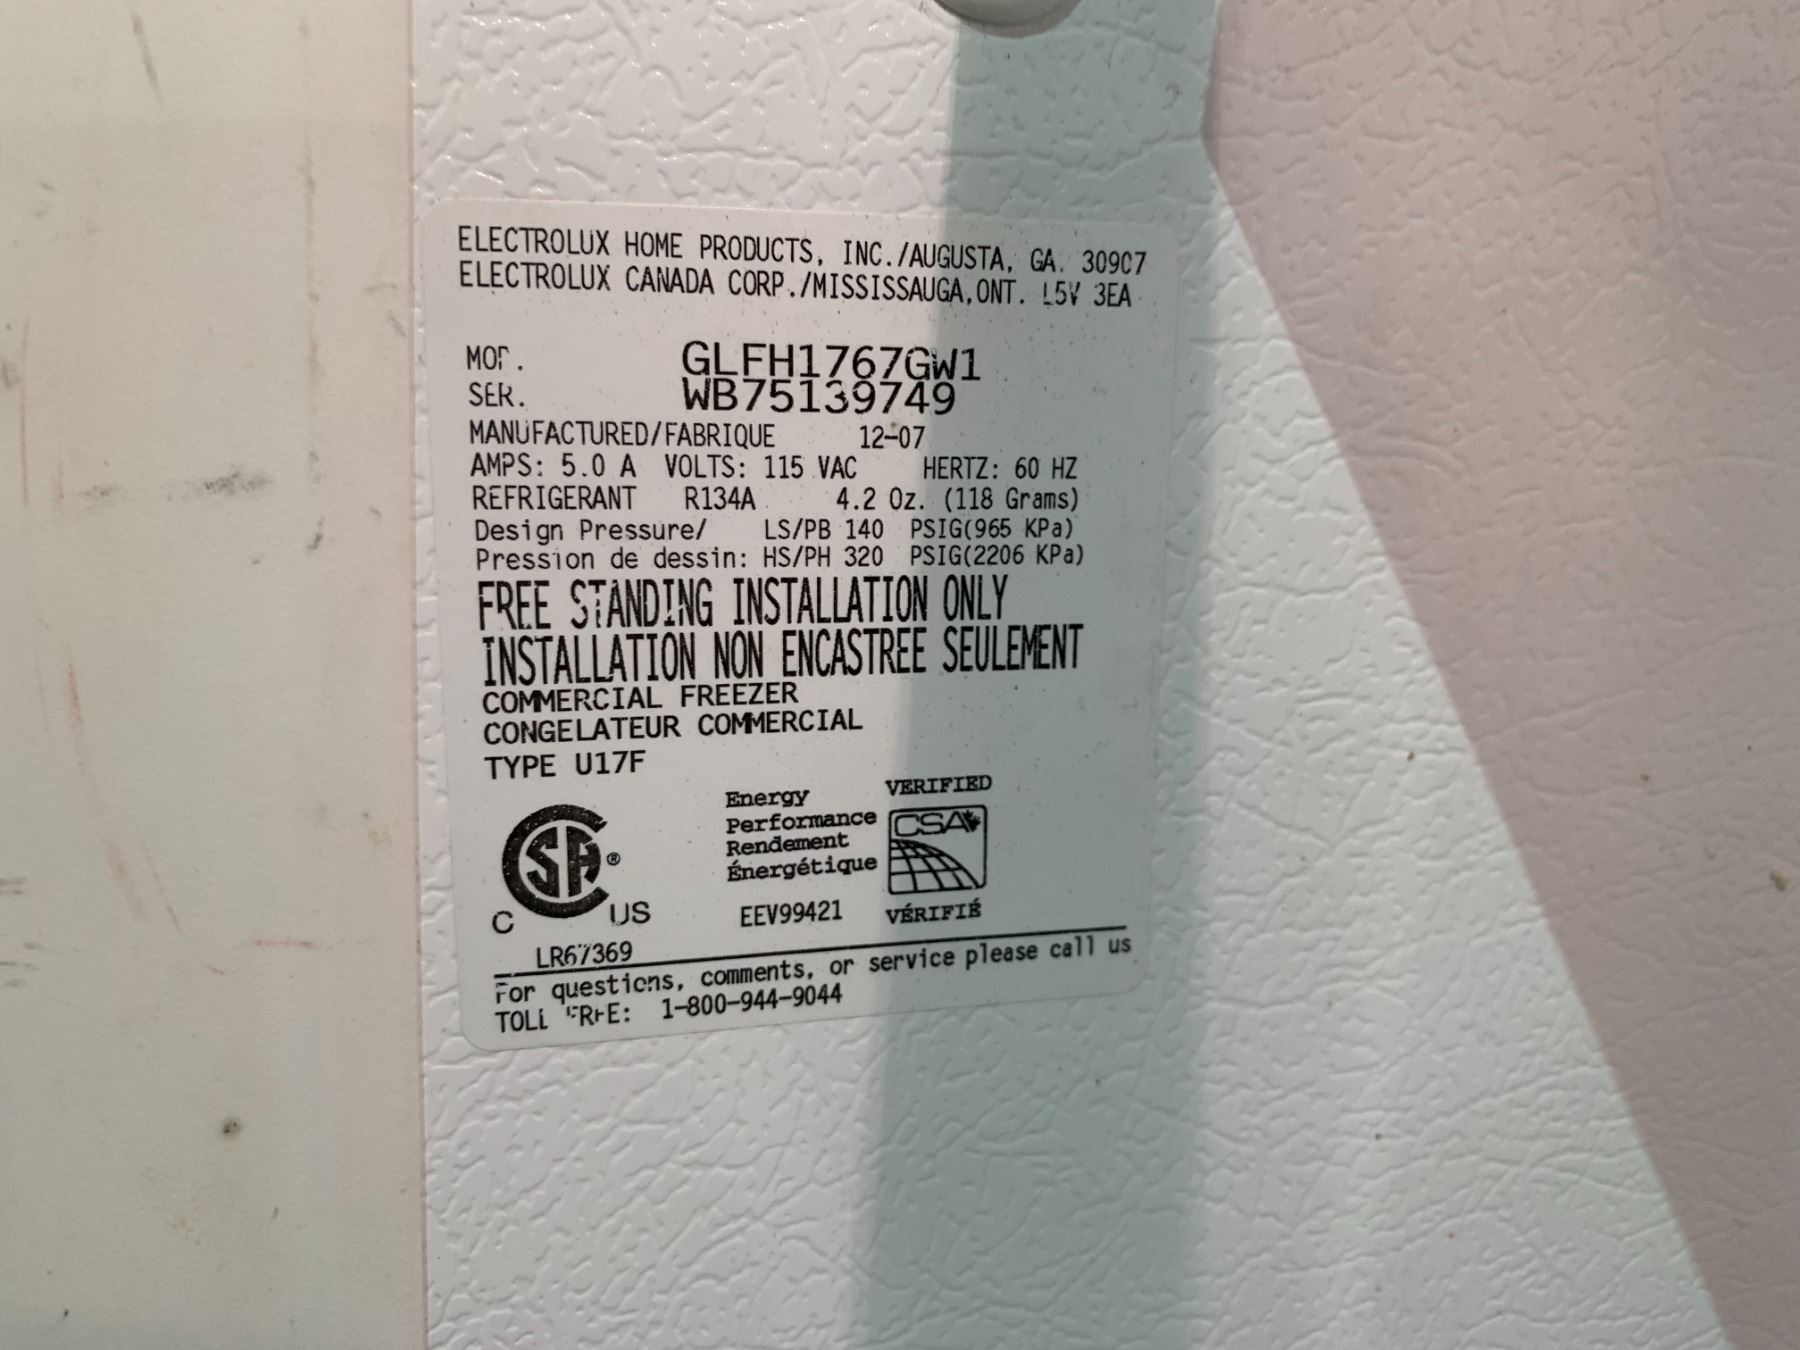 ELECTROLUX HOME PRODUCTS, INC./AUGUSTA, GA. 30907
ELECTROLUX CANADA CORP./MISSISSAUGA,ONT. L5V 3EA
MOD. GLFH1767GW1
SER. WB75139749
MANUFACTURED/FABRIQUE 12-07
AMPS: 5.0 A VOLTS: 115 VAC HERTZ: 60 HZ
REFRIGERANT R134A 4.2 Oz. (118 Grams)
Design Pressure/ LS/PB 140 PSIG(965 KPa)
Pression de dessin: HS/PH 320 PSIG(2206 KPa)
FREE STANDING INSTALLATION ONLY
INSTALLATION NON ENCASTREE SEULEMENT
COMMERCIAL FREEZER
CONGELATEUR COMMERCIAL
TYPE U17F
CSA®
C US
LR67369
Energy
Performance
Rendement
Énergétique
EEV99421
VERIFIED
CSA
VÉRIFIÉ
For questions, comments, or service please call us
TOLL FREE: 1-800-944-9044